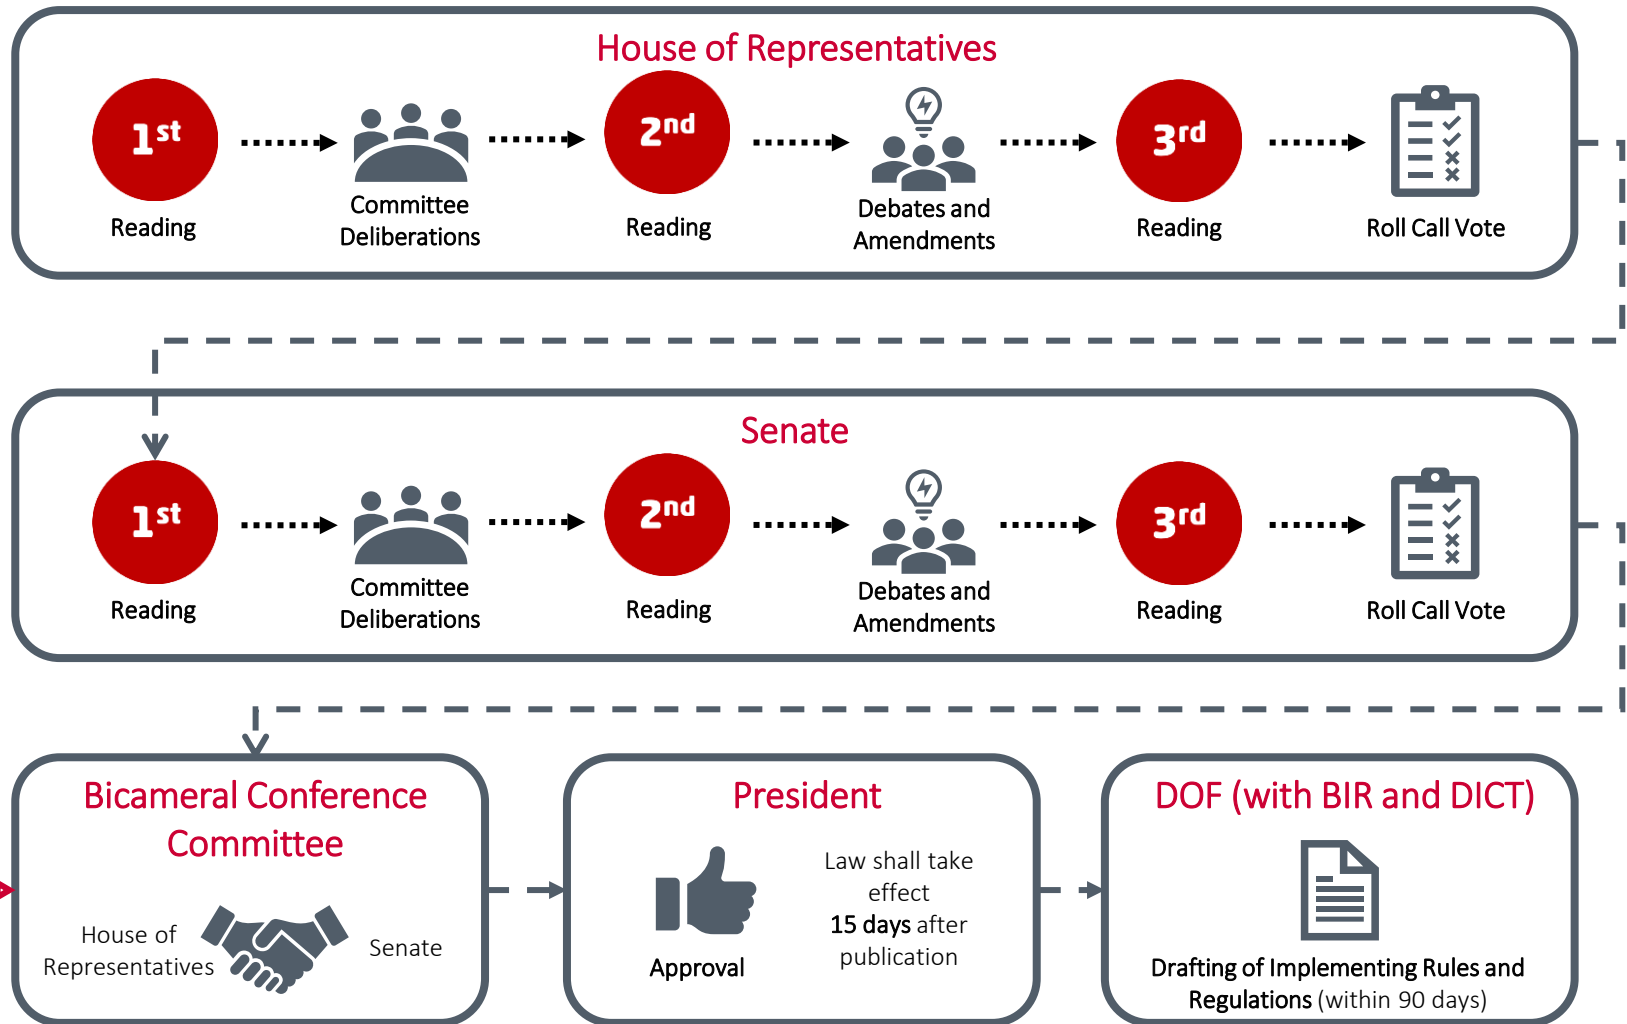 House of Representatives
1st
2nd
3rd
Reading
Committee
Deliberations
Reading
Debates and
Amendments
Reading
Roll Call Vote
Senate
1st
2nd
3rd
Reading
Committee
Deliberations
Reading
Debates and
Amendments
Reading
Roll Call Vote
Bicameral Conference
Committee
House of
Representatives
Senate
President
Approval
Law shall take
effect
15 days after
publication
DOF (with BIR and DICT)
Drafting of Implementing Rules and
Regulations (within 90 days)